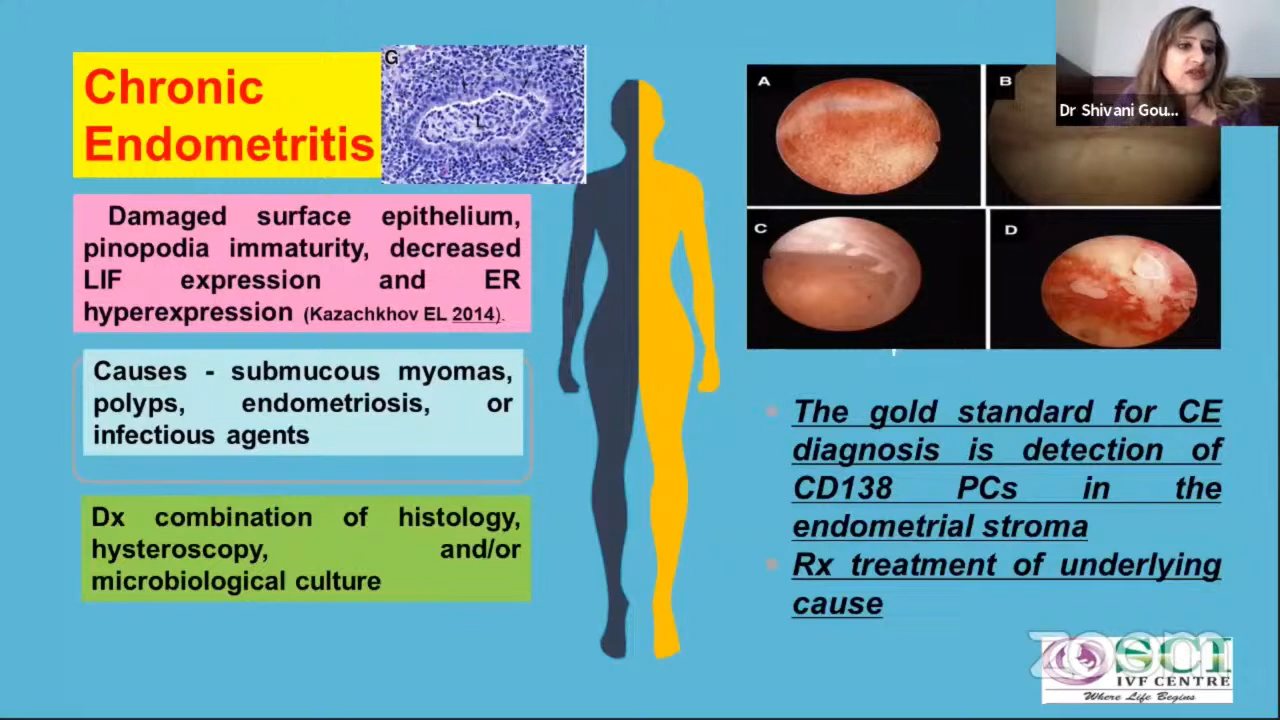 Chronic
Endometritis
G
L
Damaged surface epithelium,
pinopodia immaturity, decreased
LIF expression and ER
hyperexpression (Kazachkhov EL 2014).
Causes - submucous myomas,
polyps, endometriosis, or
infectious agents
Dx combination of histology,
hysteroscopy, and/or
microbiological culture
A
B
C
D
Dr Shivani Gou...
The gold standard for CE
diagnosis is detection of
CD138 PCs in the
endometrial stroma
Rx treatment of underlying
cause
zoom
SCI
IVF CENTRE
Where Life Begins